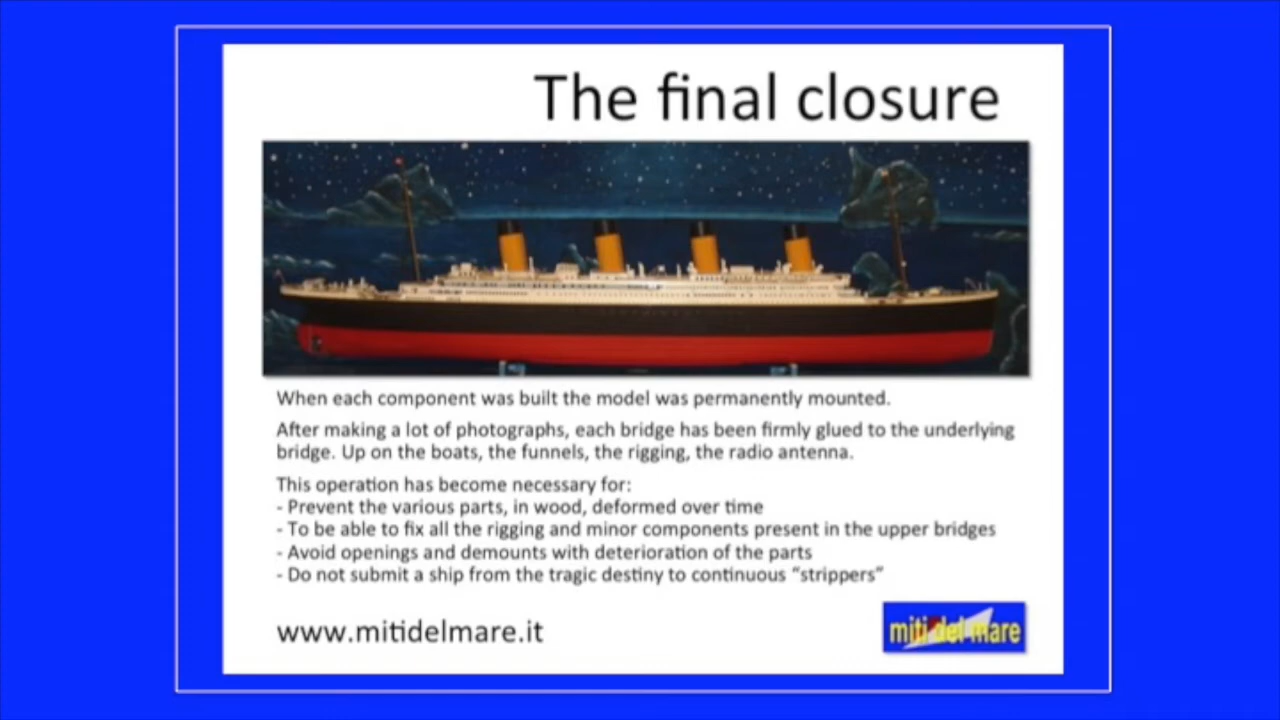 The final closure
When each component was built the model was permanently mounted.
After making a lot of photographs, each bridge has been firmly glued to the underlying
bridge. Up on the boats, the funnels, the rigging, the radio antenna.
This operation has become necessary for:
- Prevent the various parts, in wood, deformed over time
- To be able to fix all the rigging and minor components present in the upper bridges
- Avoid openings and demounts with deterioration of the parts
- Do not submit a ship from the tragic destiny to continuous “strippers”
www.mitidelmare.it
miti del mare